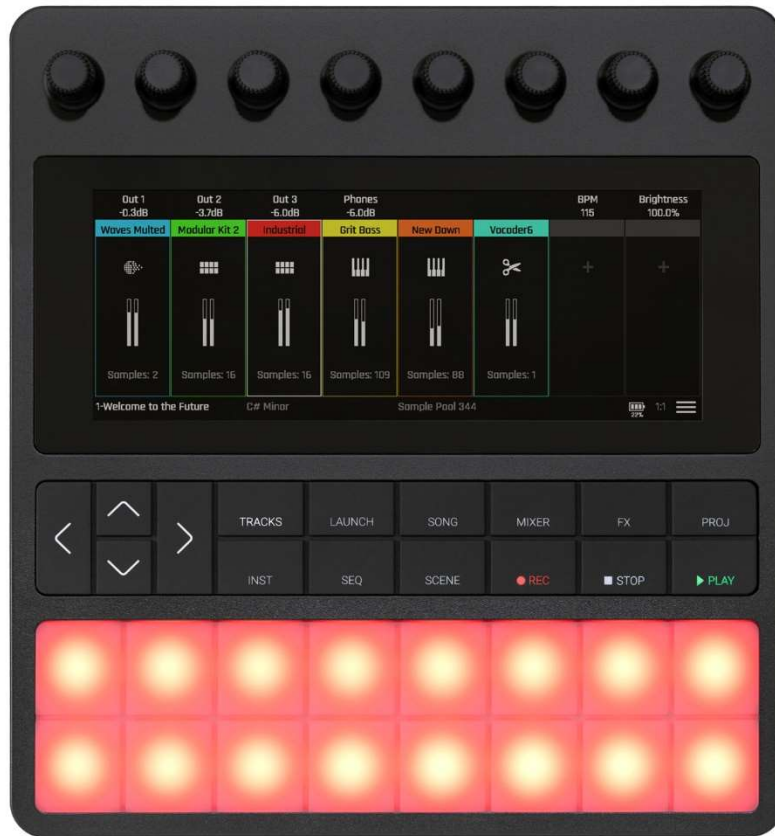 Out 1 Out 2 Out 3 Phones BPM Brightness
-0.3dB -3.7dB -6.0dB -6.0dB 115 100.0%
Waves Multed Modular Kit 2 Industrial Grit Bass New Dawn Vocoder6
Samples: 2 Samples: 16 Samples: 16 Samples: 109 Samples: 88 Samples: 1
1-Welcome to the Future C# Minor Sample Pool 344 22% 1:1
TRACKS LAUNCH SONG MIXER FX PROJ
INST SEQ SCENE REC STOP PLAY